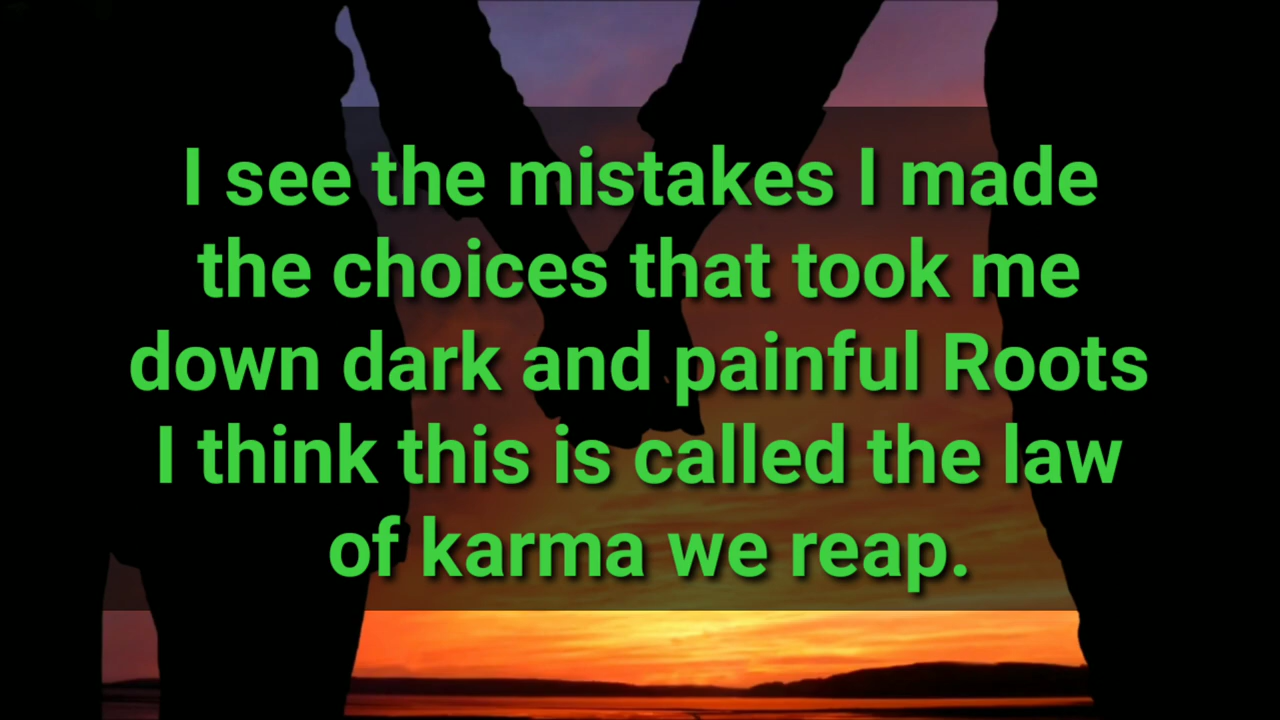 I see the mistakes I made
the choices that took me
down dark and painful Roots
I think this is called the law
of karma we reap.